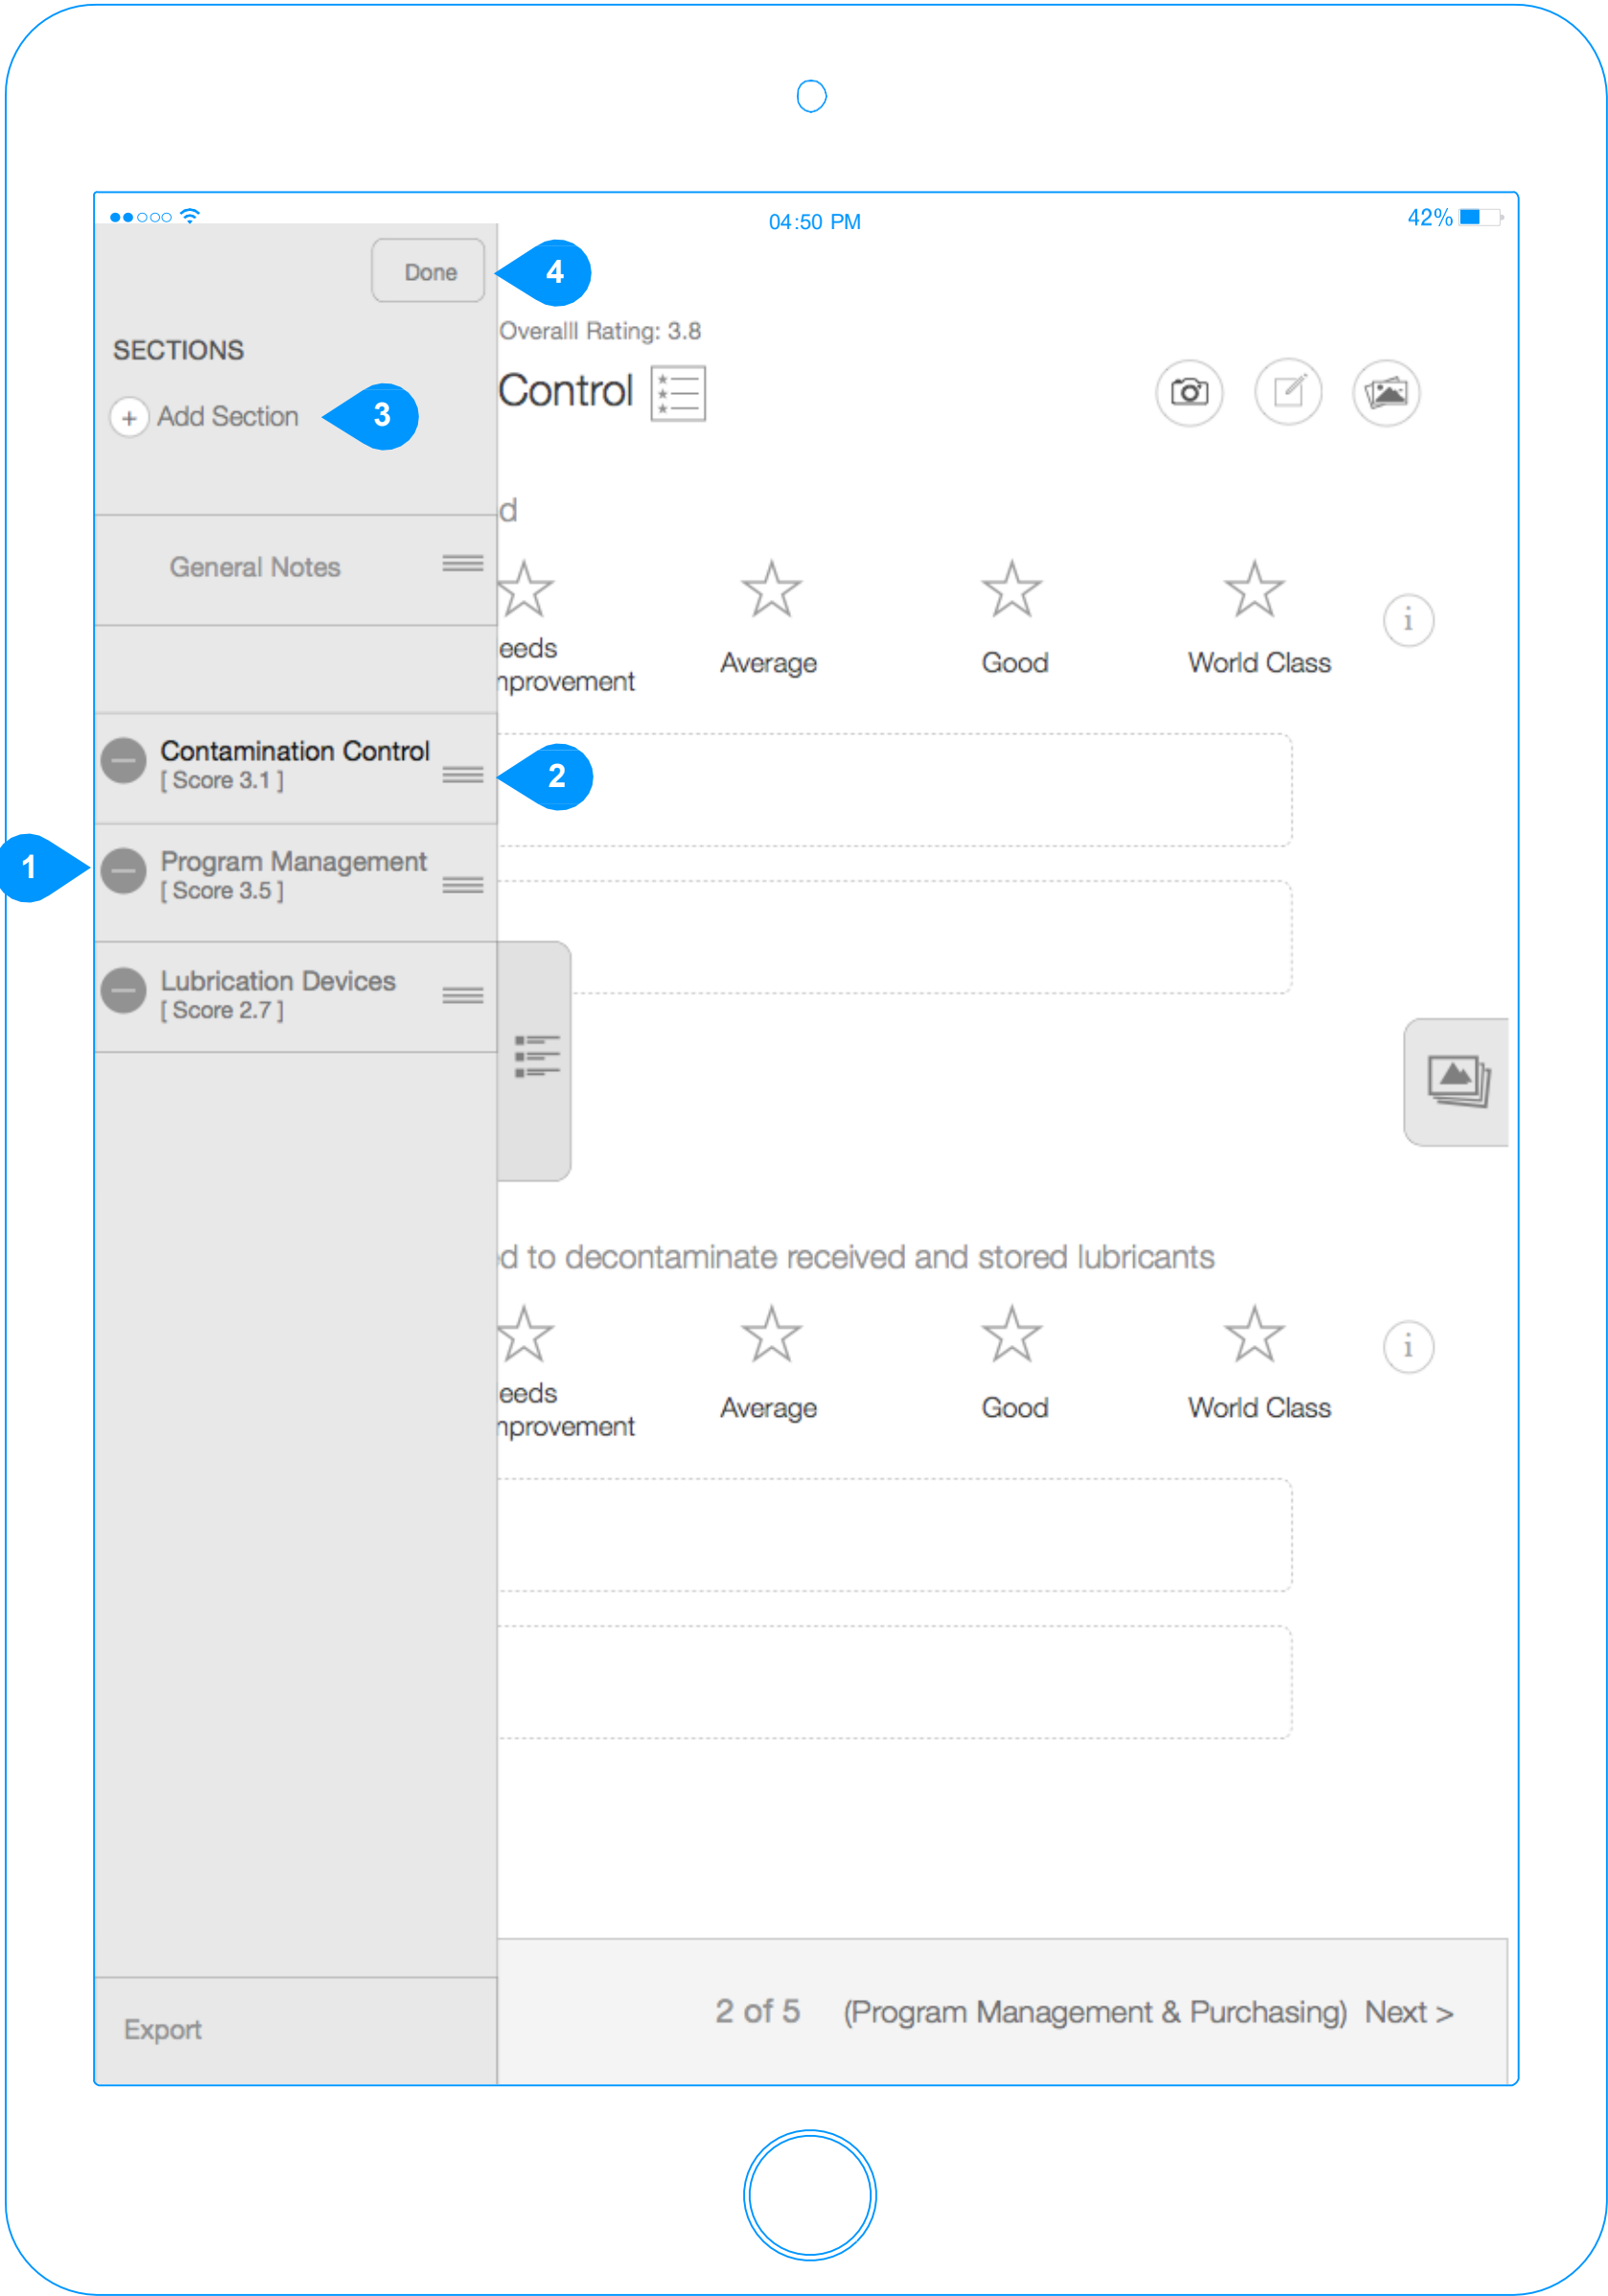 04:50 PM
42%
Done
4
Overalll Rating: 3.8
SECTIONS
Control
+ Add Section
3
d
General Notes
eeds
nprovement
Average
Good
World Class
i
Contamination Control
[ Score 3.1 ]
2
1
Program Management
[ Score 3.5 ]
Lubrication Devices
[ Score 2.7 ]
d to decontaminate received and stored lubricants
eeds
nprovement
Average
Good
World Class
i
2 of 5 (Program Management & Purchasing) Next >
Export